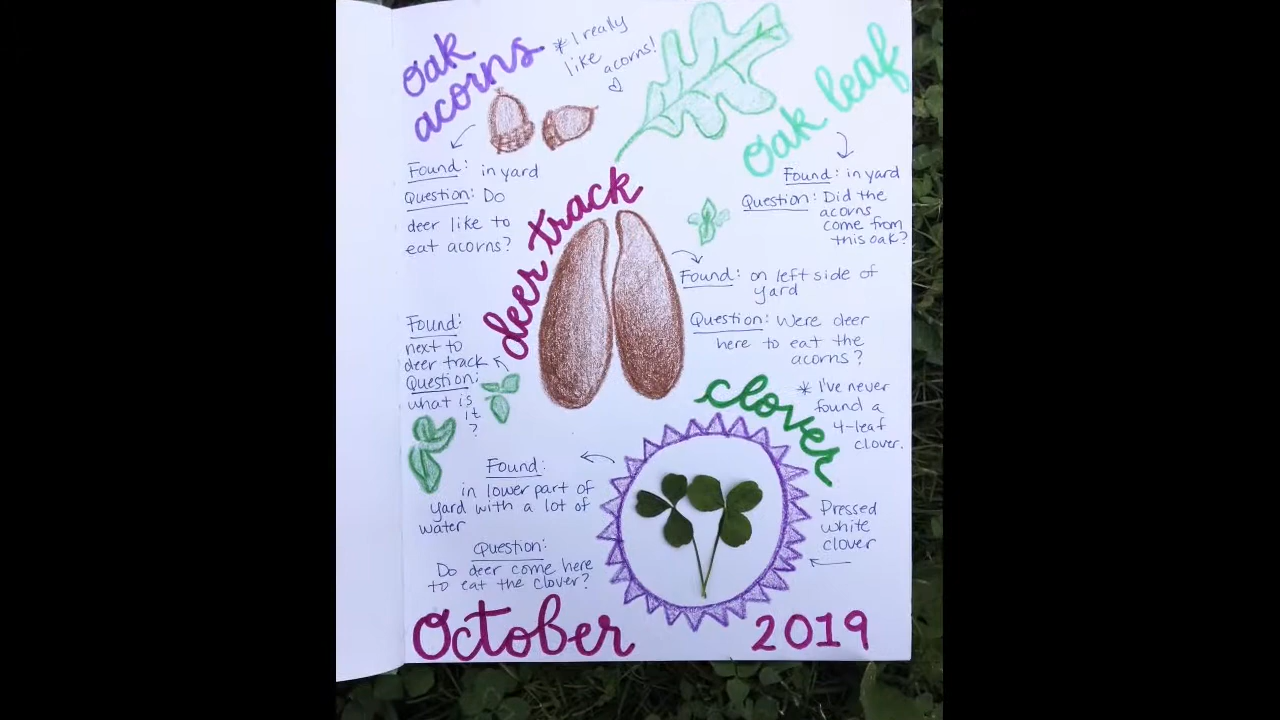 Oak
acorns
* I really
like
acorns!
Oak leaf
Found: in yard
Question: Do
deer like to
eat acorns?
Found: in yard
Question: Did the
acorns
come from
this oak?
deer track
Found: on left side of
yard
Question: Were deer
here to eat the
acorns?
Found:
next to
deer track
Question:
what is
it
?
clover
* I've never
found a
4-leaf
clover.
Found:
in lower part of
yard with a lot of
water
Question:
Do deer come here
to eat the clover?
Pressed
white
clover
October 2019